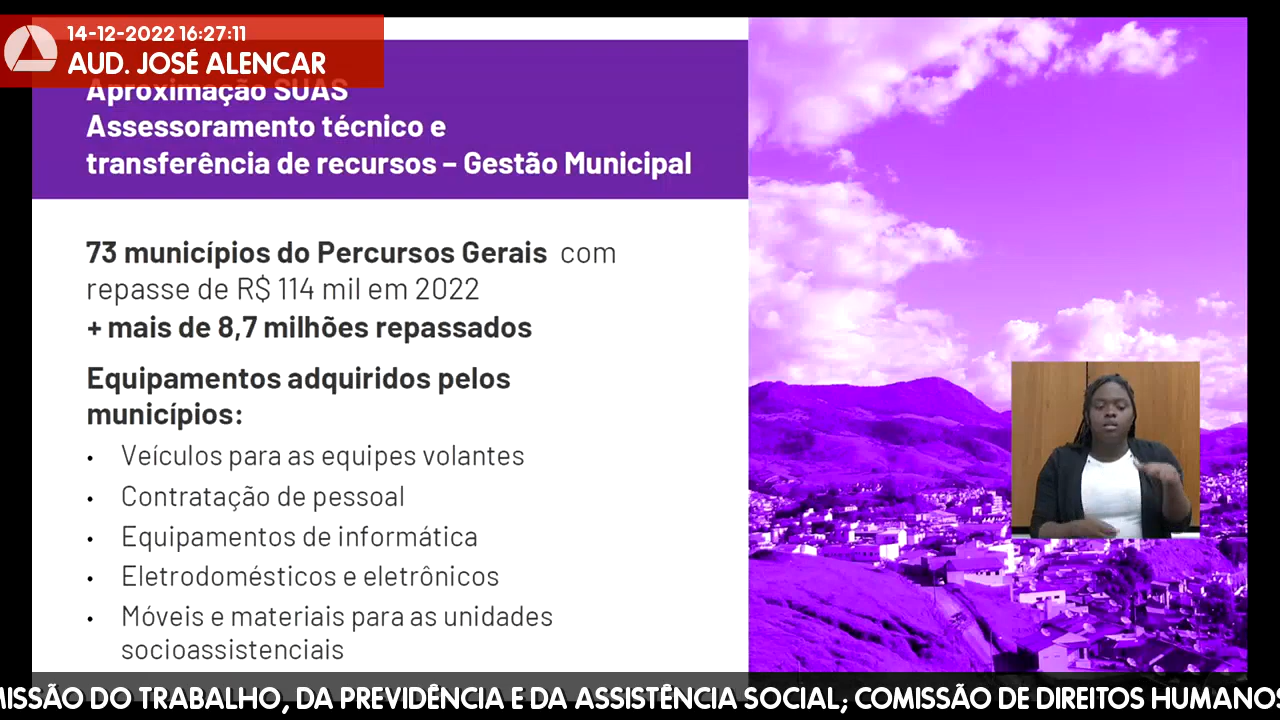 14-12-2022 16:27:11
AUD. JOSÉ ALENCAR
Aproximação SUAS
Assessoramento técnico e
transferência de recursos – Gestão Municipal
73 municípios do Percursos Gerais com
repasse de R$ 114 mil em 2022
+ mais de 8,7 milhões repassados
Equipamentos adquiridos pelos
municípios:
• Veículos para as equipes volantes
• Contratação de pessoal
• Equipamentos de informática
• Eletrodomésticos e eletrônicos
• Móveis e materiais para as unidades
socioassistenciais
MISSÃO DO TRABALHO, DA PREVIDÊNCIA E DA ASSISTÊNCIA SOCIAL; COMISSÃO DE DIREITOS HUMANOS